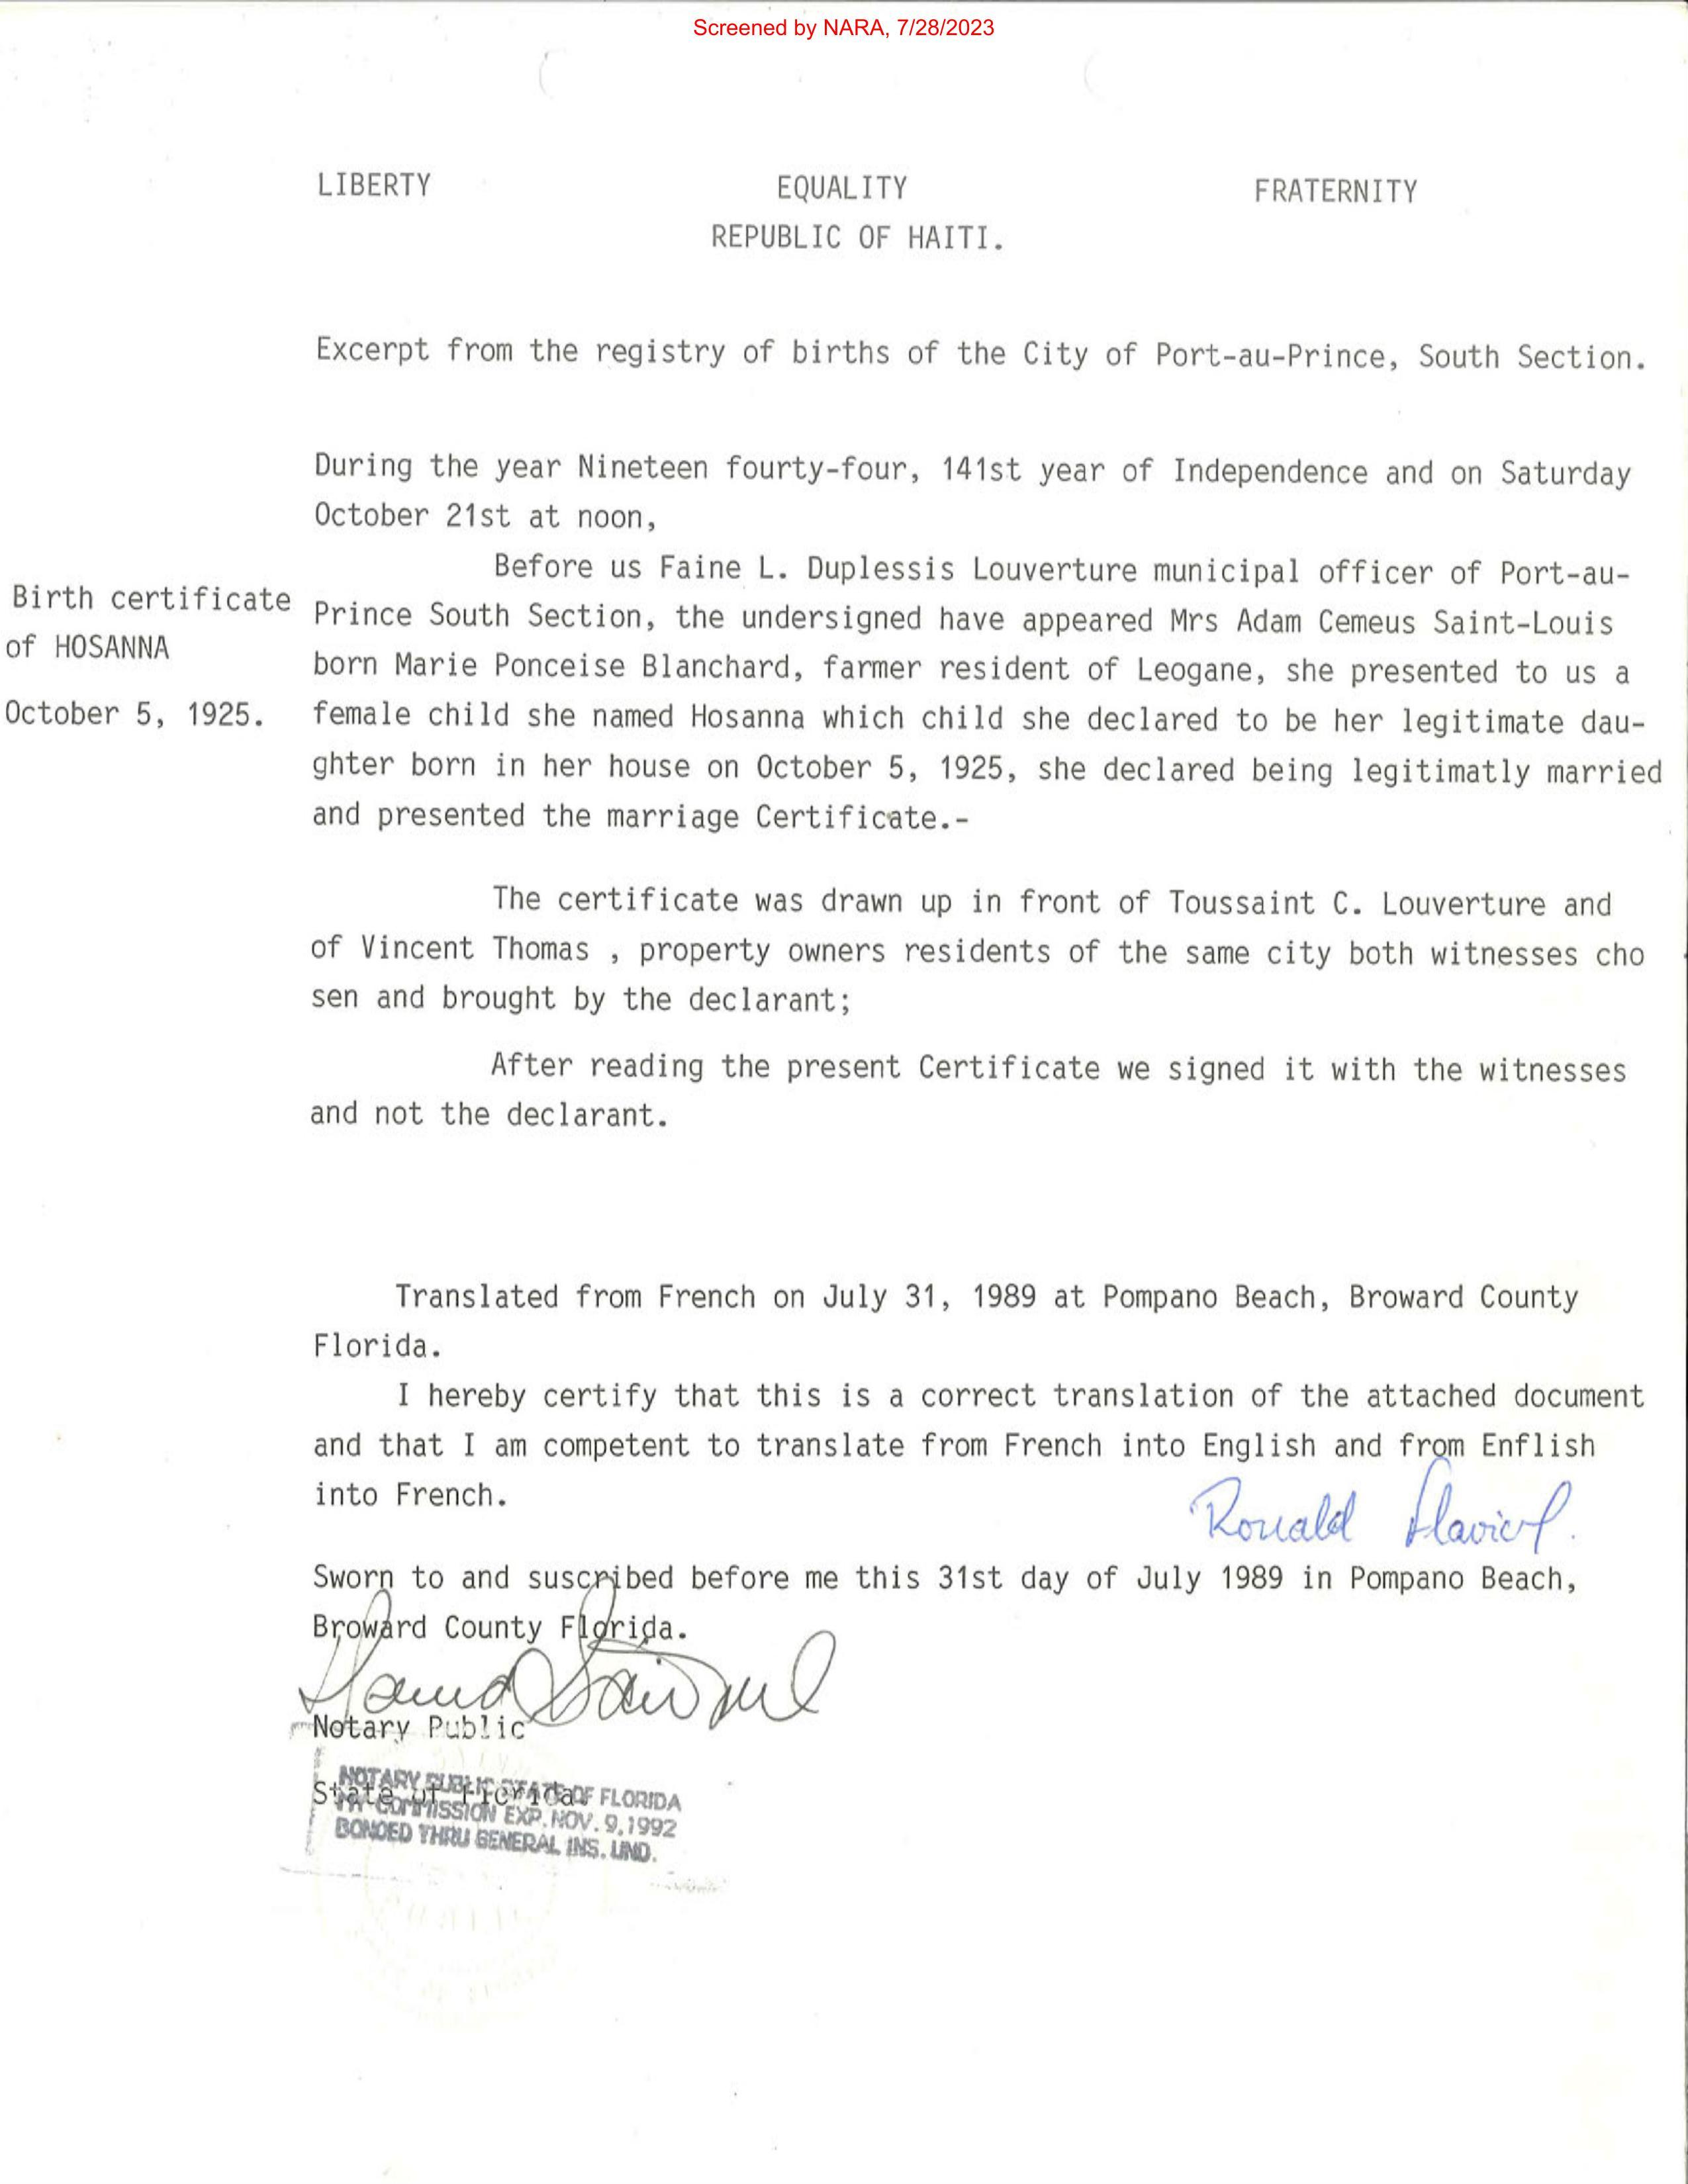 Screened by NARA, 7/28/2023
LIBERTY EQUALITY FRATERNITY
REPUBLIC OF HAITI.
Excerpt from the registry of births of the City of Port-au-Prince, South Section.
During the year Nineteen fourty-four, 141st year of Independence and on Saturday
October 21st at noon,
Before us Faine L. Duplessis Louverture municipal officer of Port-au-
Birth certificate
of HOSANNA
October 5, 1925.
Prince South Section, the undersigned have appeared Mrs Adam Cemeus Saint-Louis
born Marie Ponceise Blanchard, farmer resident of Leogane, she presented to us a
female child she named Hosanna which child she declared to be her legitimate dau-
ghter born in her house on October 5, 1925, she declared being legitimatly married
and presented the marriage Certificate.-
The certificate was drawn up in front of Toussaint C. Louverture and
of Vincent Thomas , property owners residents of the same city both witnesses cho
sen and brought by the declarant;
After reading the present Certificate we signed it with the witnesses
and not the declarant.
Translated from French on July 31, 1989 at Pompano Beach, Broward County
Florida.
I hereby certify that this is a correct translation of the attached document
and that I am competent to translate from French into English and from Enflish
into French.
Ronald
Sworn to and suscribed before me this 31st day of July 1989 in Pompano Beach,
Broward County Florida.
Notary Public
State of Florida
NOTARY PUBLIC STATE OF FLORIDA
MY COMMISSION EXP. NOV. 9,1992
BONDED THRU GENERAL INS. UND.